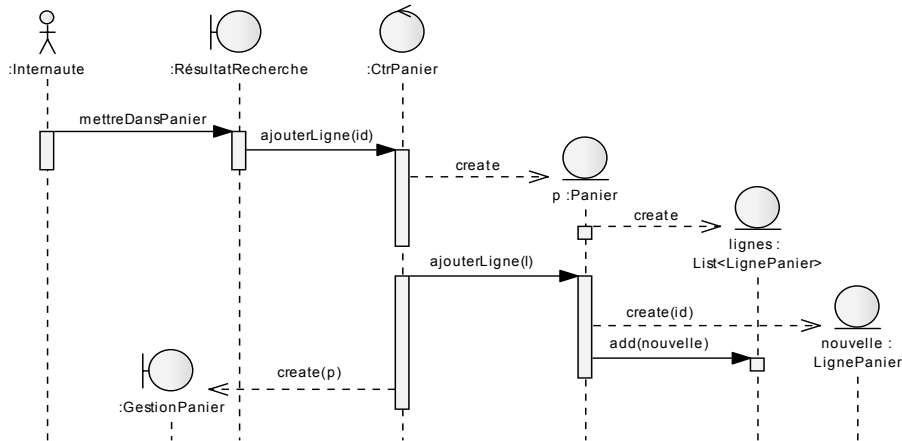 :Internaute
:RésultatRecherche
:CtrPanier
mettreDansPanier
ajouterLigne(id)
create
p :Panier
create
lignes :
List<LignePanier>
ajouterLigne(l)
create(id)
nouvelle :
LignePanier
add(nouvelle)
create(p)
:GestionPanier